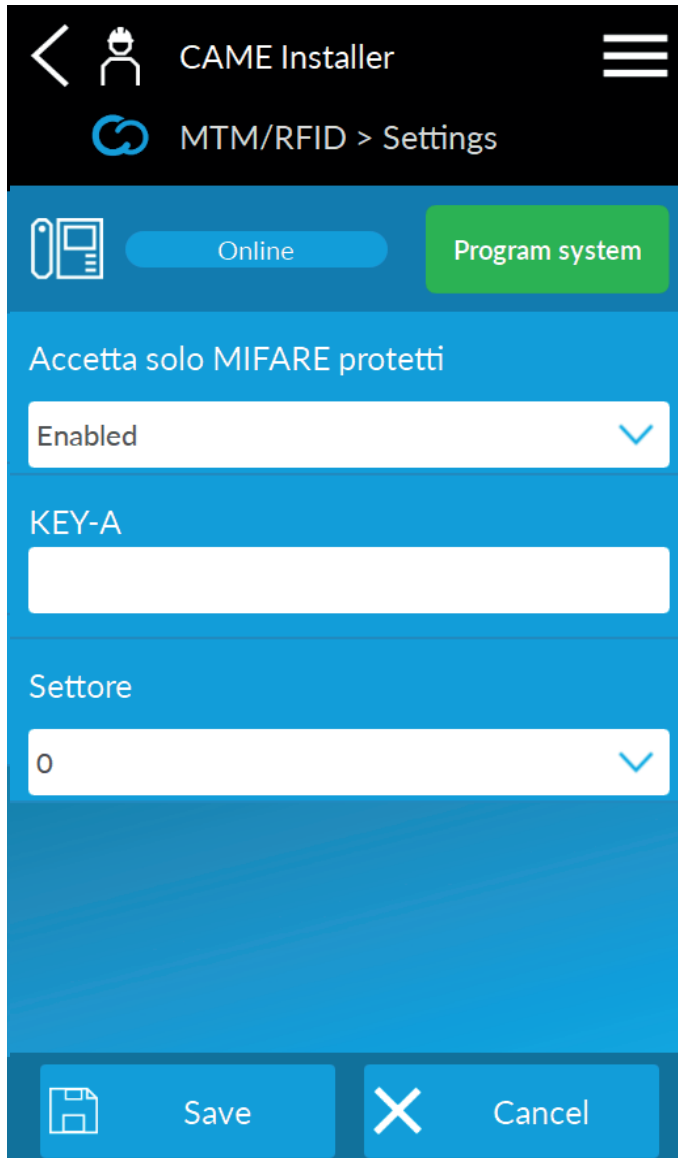 CAME Installer
MTM/RFID > Settings
Online
Program system
Accetta solo MIFARE protetti
Enabled
KEY-A
Settore
0
Save
Cancel